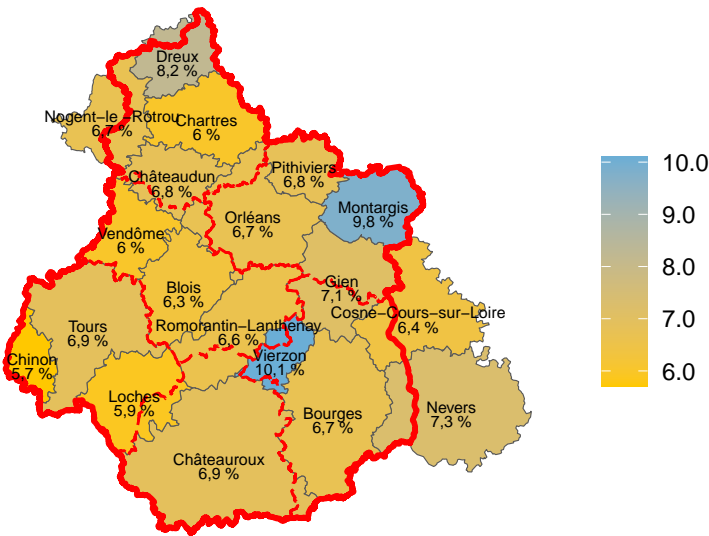 Dreux
8,2 %
Nogent−le −Rotrou
6,7 %
Chartres
6 %
Châteaudun
6,8 %
Pithiviers
6,8 %
Montargis
9,8 %
Orléans
6,7 %
Vendôme
6 %
Blois
6,3 %
Gien
7,1 %
Cosne−Cours−sur−Loire
6,4 %
Tours
6,9 %
Romorantin−Lanthenay
6,6 %
Vierzon
10,1 %
Chinon
5,7 %
Loches
5,9 %
Bourges
6,7 %
Nevers
7,3 %
Châteauroux
6,9 %
10.0
9.0
8.0
7.0
6.0